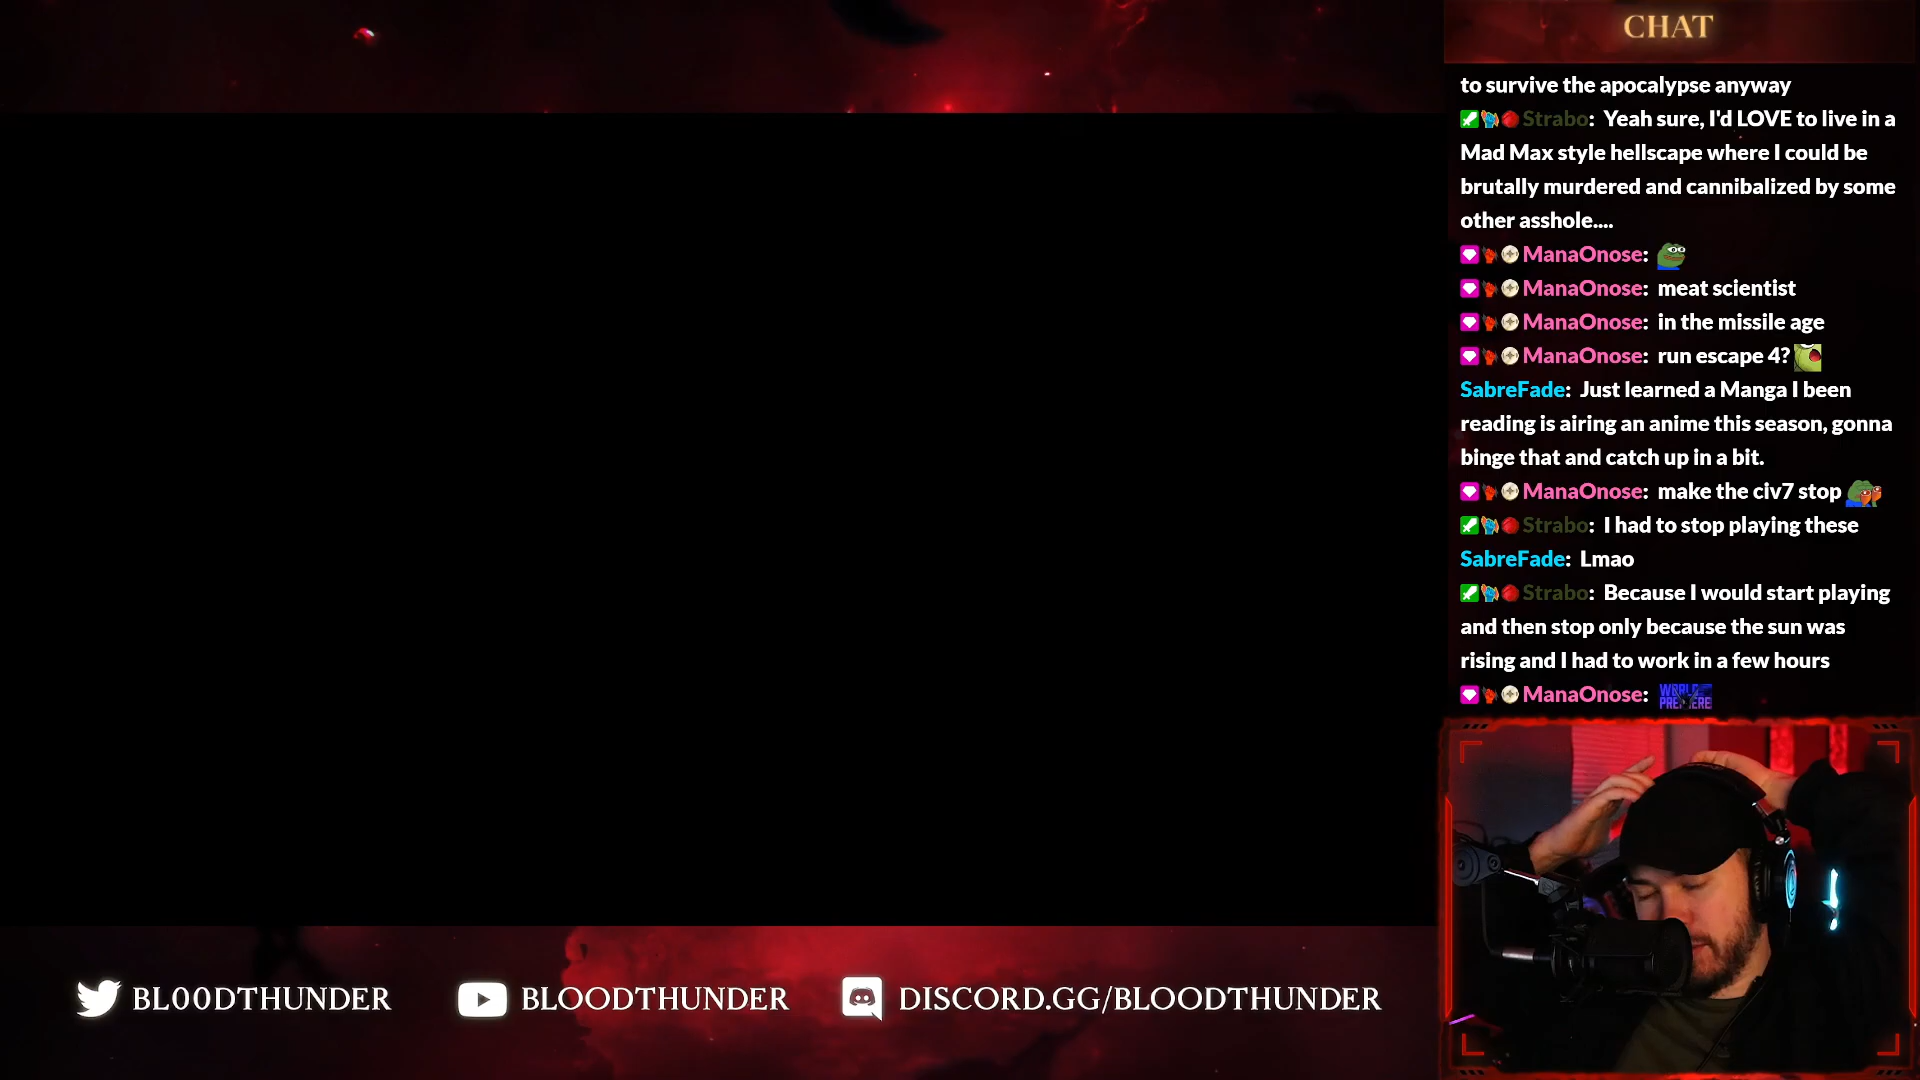 CHAT
to survive the apocalypse anyway
Strabo: Yeah sure, I'd LOVE to live in a
Mad Max style hellscape where I could be
brutally murdered and cannibalized by some
other asshole....
ManaOnose:
ManaOnose: meat scientist
ManaOnose: in the missile age
ManaOnose: run escape 4?
SabreFade: Just learned a Manga I been
reading is airing an anime this season, gonna
binge that and catch up in a bit.
ManaOnose: make the civ7 stop
Strabo: I had to stop playing these
SabreFade: Lmao
Strabo: Because I would start playing
and then stop only because the sun was
rising and I had to work in a few hours
ManaOnose: WORLD
PREMIERE
BL00DTHUNDER
BLOODTHUNDER
DISCORD.GG/BLOODTHUNDER